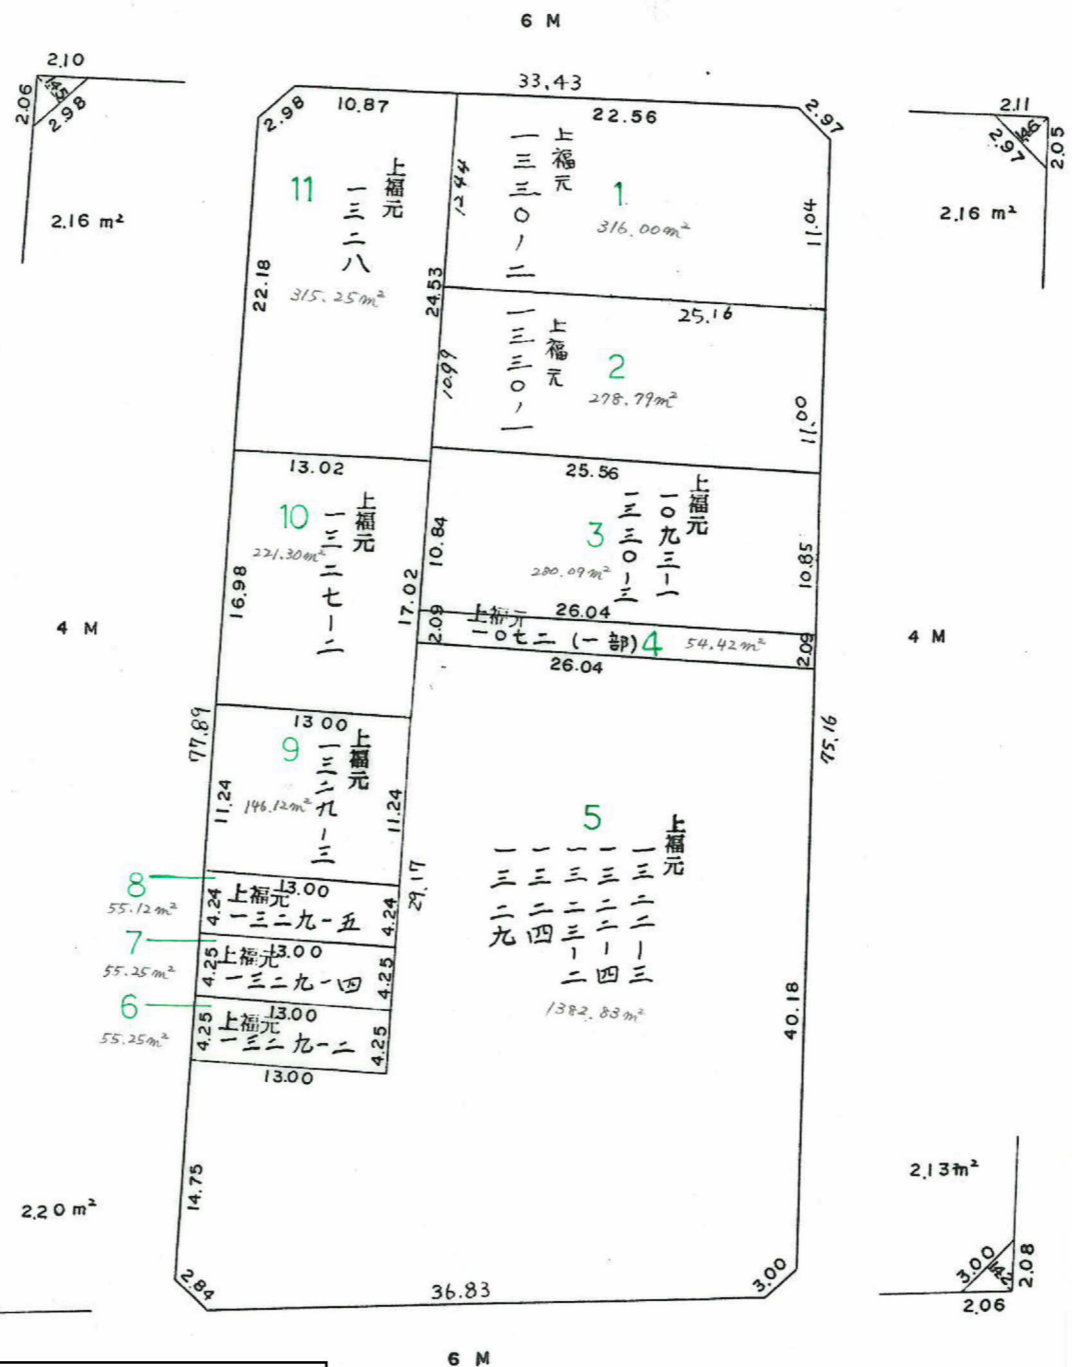 6 M
2.10
2.06
1.45
2.98
2.16 m²
2.11
2.05
1.46
2.97
2.16 m²
33.43
2.98
10.87
22.56
2.97
11
上福元
一三二八
315.25m²
22.18
24.53
12.44
上福元
一三三〇ノ二
1
316.00m²
11.04
25.16
10.99
上福元
一三三〇ノ一
2
278.79m²
11.00
13.02
25.56
10
上福元
一三二七-二
221.30m²
16.98
17.02
10.84
上福元
一〇九三-一
一三三〇-三
3
280.09m²
10.85
26.04
2.09
上福元
一〇七二(一部)
4
54.42m²
2.09
26.04
4 M
4 M
77.89
75.16
13.00
9
上福元
一三二九-三
146.12m²
11.24
11.24
29.17
8
55.12m²
13.00
4.24
上福元
一三二九-五
4.24
7
55.25m²
13.00
4.25
上福元
一三二九-四
4.25
6
55.25m²
13.00
4.25
上福元
一三二九-二
4.25
13.00
5
上福元
一三二二-三
一三二二-四
一三二三-二
一三二四
一三二九
1382.83m²
40.18
14.75
2.20 m²
2.84
36.83
3.00
2.13m²
3.00
1.42
2.08
2.06
6 M